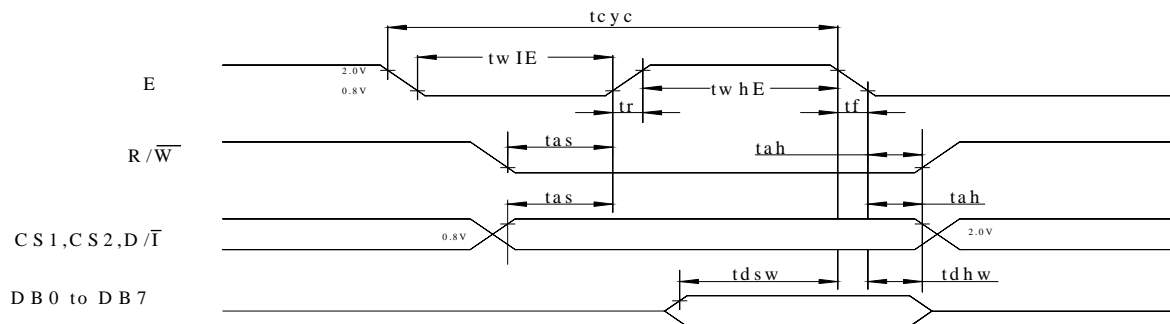 tcyc
twIE
E
2.0V
0.8V
twhE
tr
tf
R/W̅
tas
tah
tas
tah
CS1,CS2,D/I̅
0.8V
2.0V
tdsw
tdhw
DB0 to DB7